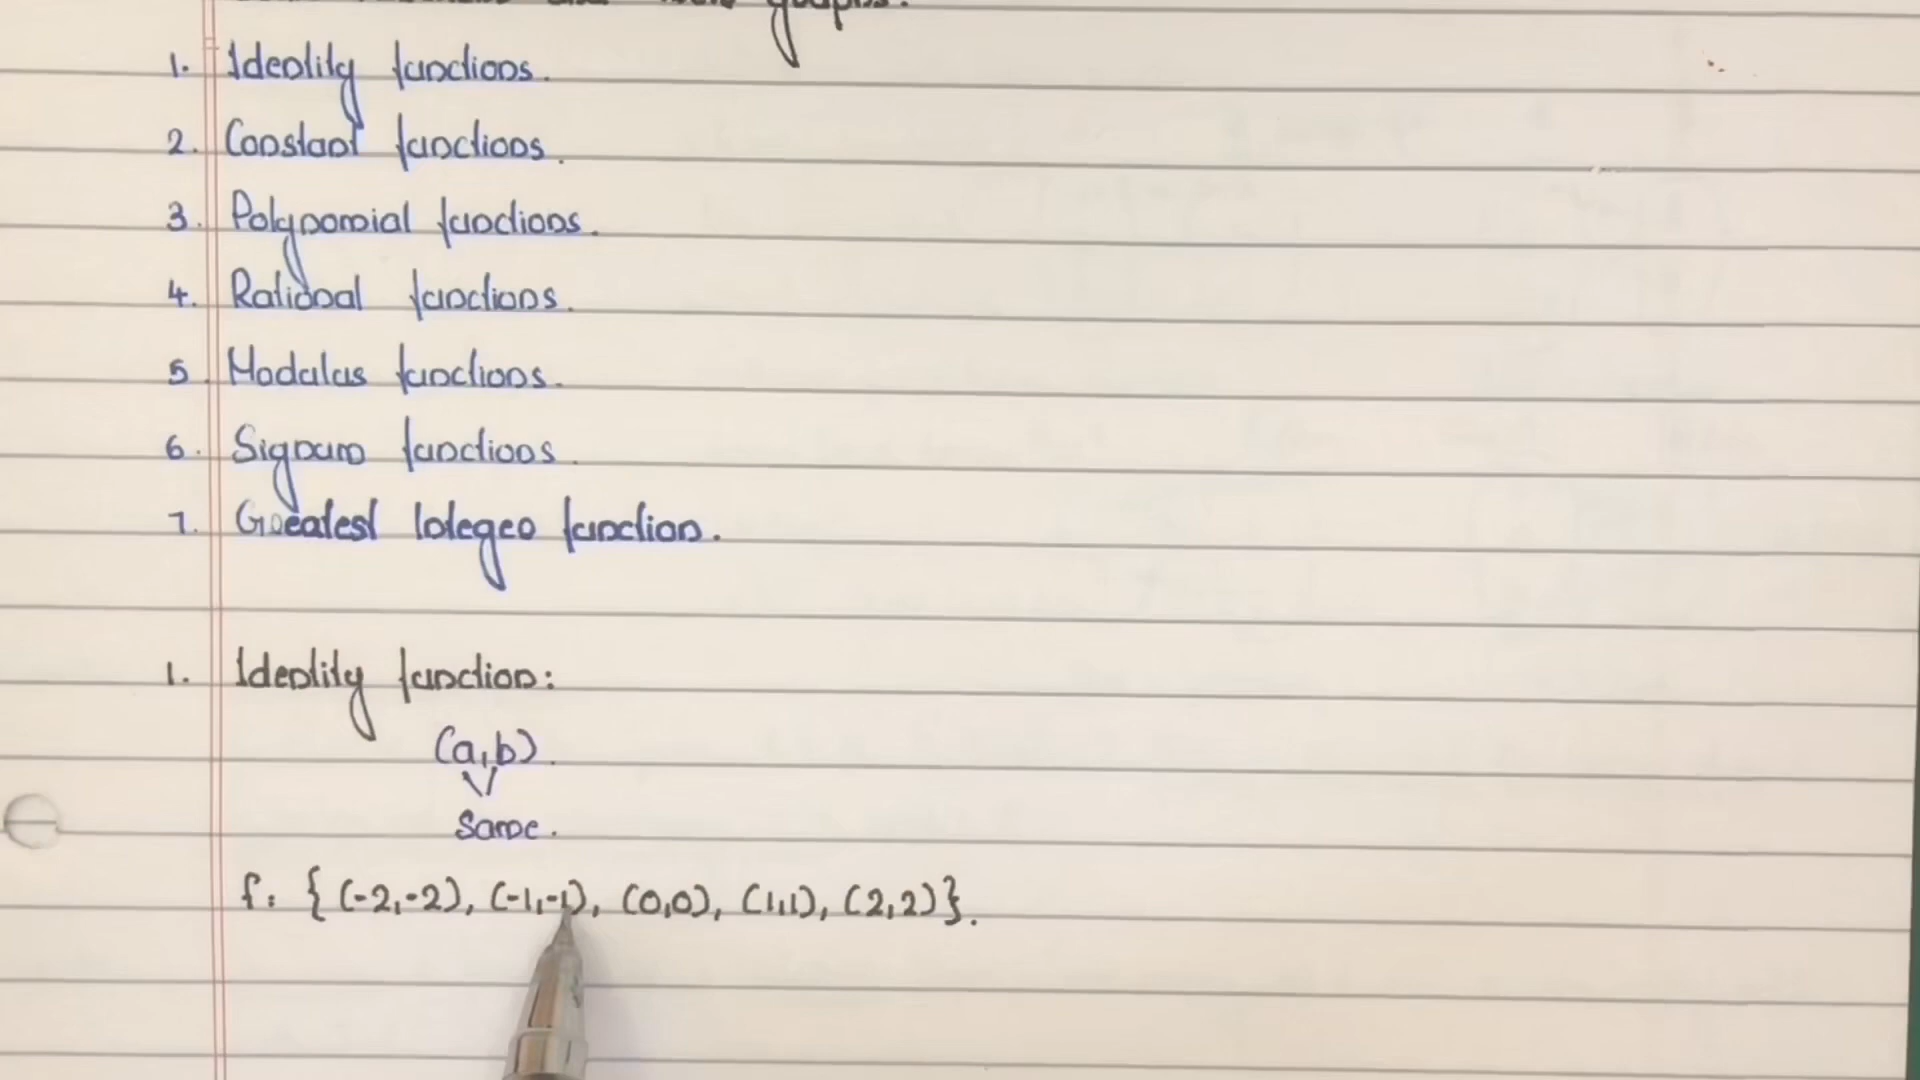 graphs.
1. Identity functions.
2. Constant functions.
3. Polynomial functions.
4. Rational functions.
5. Modulus functions.
6. Signum functions.
7. Greatest Integer function.
1. Identity function:
(a,b).
Same.
f: { (-2,-2), (-1,-1), (0,0), (1,1), (2,2)}.